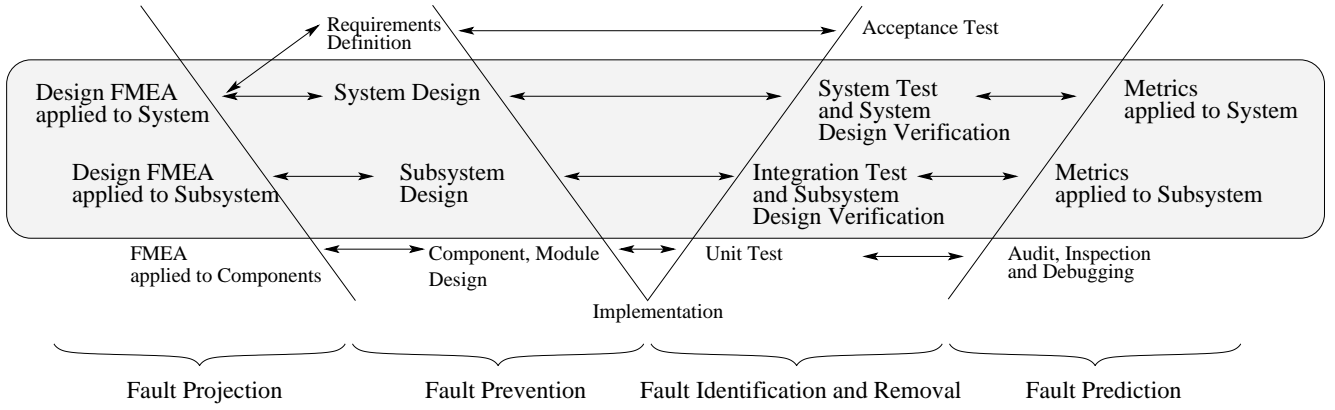 Requirements
Definition
Acceptance Test
Design FMEA
applied to System
System Design
System Test
and System
Design Verification
Metrics
applied to System
Design FMEA
applied to Subsystem
Subsystem
Design
Integration Test
and Subsystem
Design Verification
Metrics
applied to Subsystem
FMEA
applied to Components
Component, Module
Design
Unit Test
Audit, Inspection
and Debugging
Implementation
Fault Projection
Fault Prevention
Fault Identification and Removal
Fault Prediction